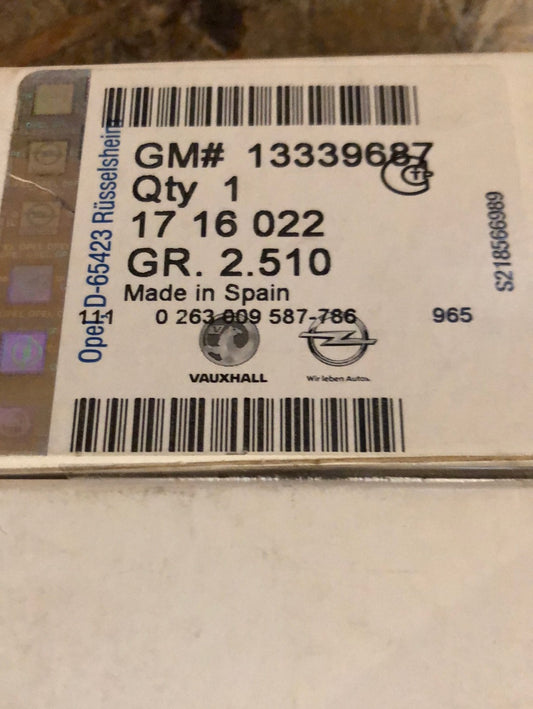 GM# 13339687
Qty 1
17 16 022
GR. 2.510
Made in Spain
111 0 263 009 587-786 965
VAUXHALL
Wir leben Autos.
Opel, D-65423 Rüsselsheim
S218566989